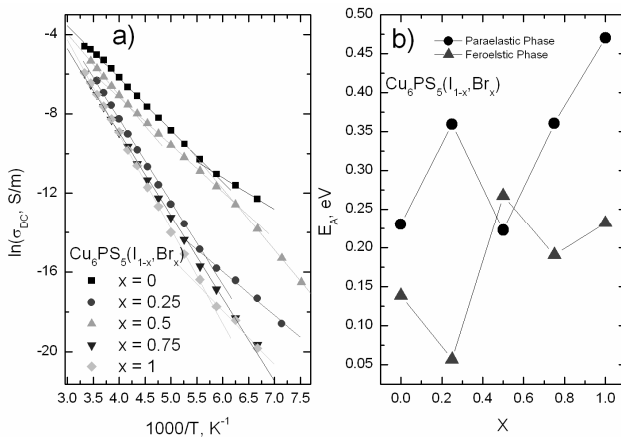 a)
-4
-8
-12
-16
-20
ln(σDC, S/m)
Cu6PS5(I1-x,Brx)
x = 0
x = 0.25
x = 0.5
x = 0.75
x = 1
3.0 3.5 4.0 4.5 5.0 5.5 6.0 6.5 7.0 7.5
1000/T, K-1
b)
Paraelastic Phase
Feroelstic Phase
Cu6PS5(I1-x,Brx)
0.50
0.45
0.40
0.35
0.30
0.25
0.20
0.15
0.10
0.05
EA, eV
0.0 0.2 0.4 0.6 0.8 1.0
X